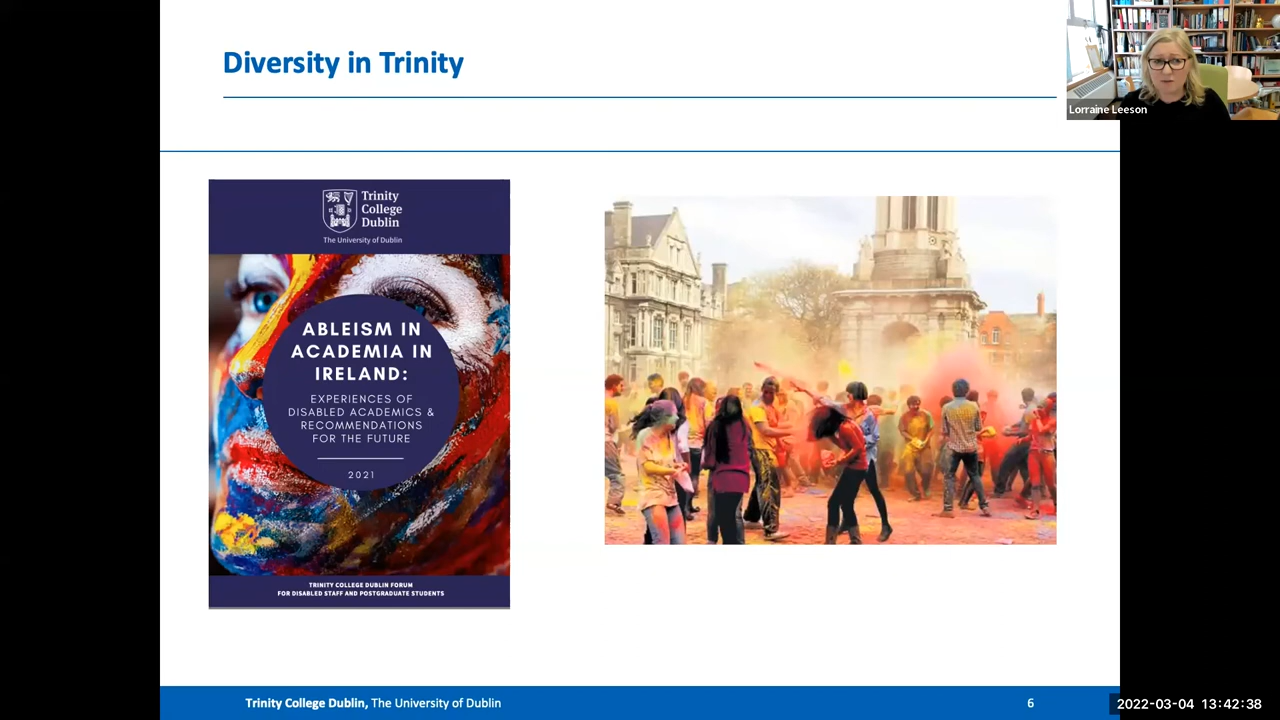 Diversity in Trinity
Lorraine Leeson
Trinity
College
Dublin
The University of Dublin
ABLEISM IN
ACADEMIA IN
IRELAND:
EXPERIENCES OF
DISABLED ACADEMICS &
RECOMMENDATIONS
FOR THE FUTURE
2021
TRINITY COLLEGE DUBLIN FORUM
FOR DISABLED STAFF AND POSTGRADUATE STUDENTS
Trinity College Dublin, The University of Dublin
6
2022-03-04 13:42:38